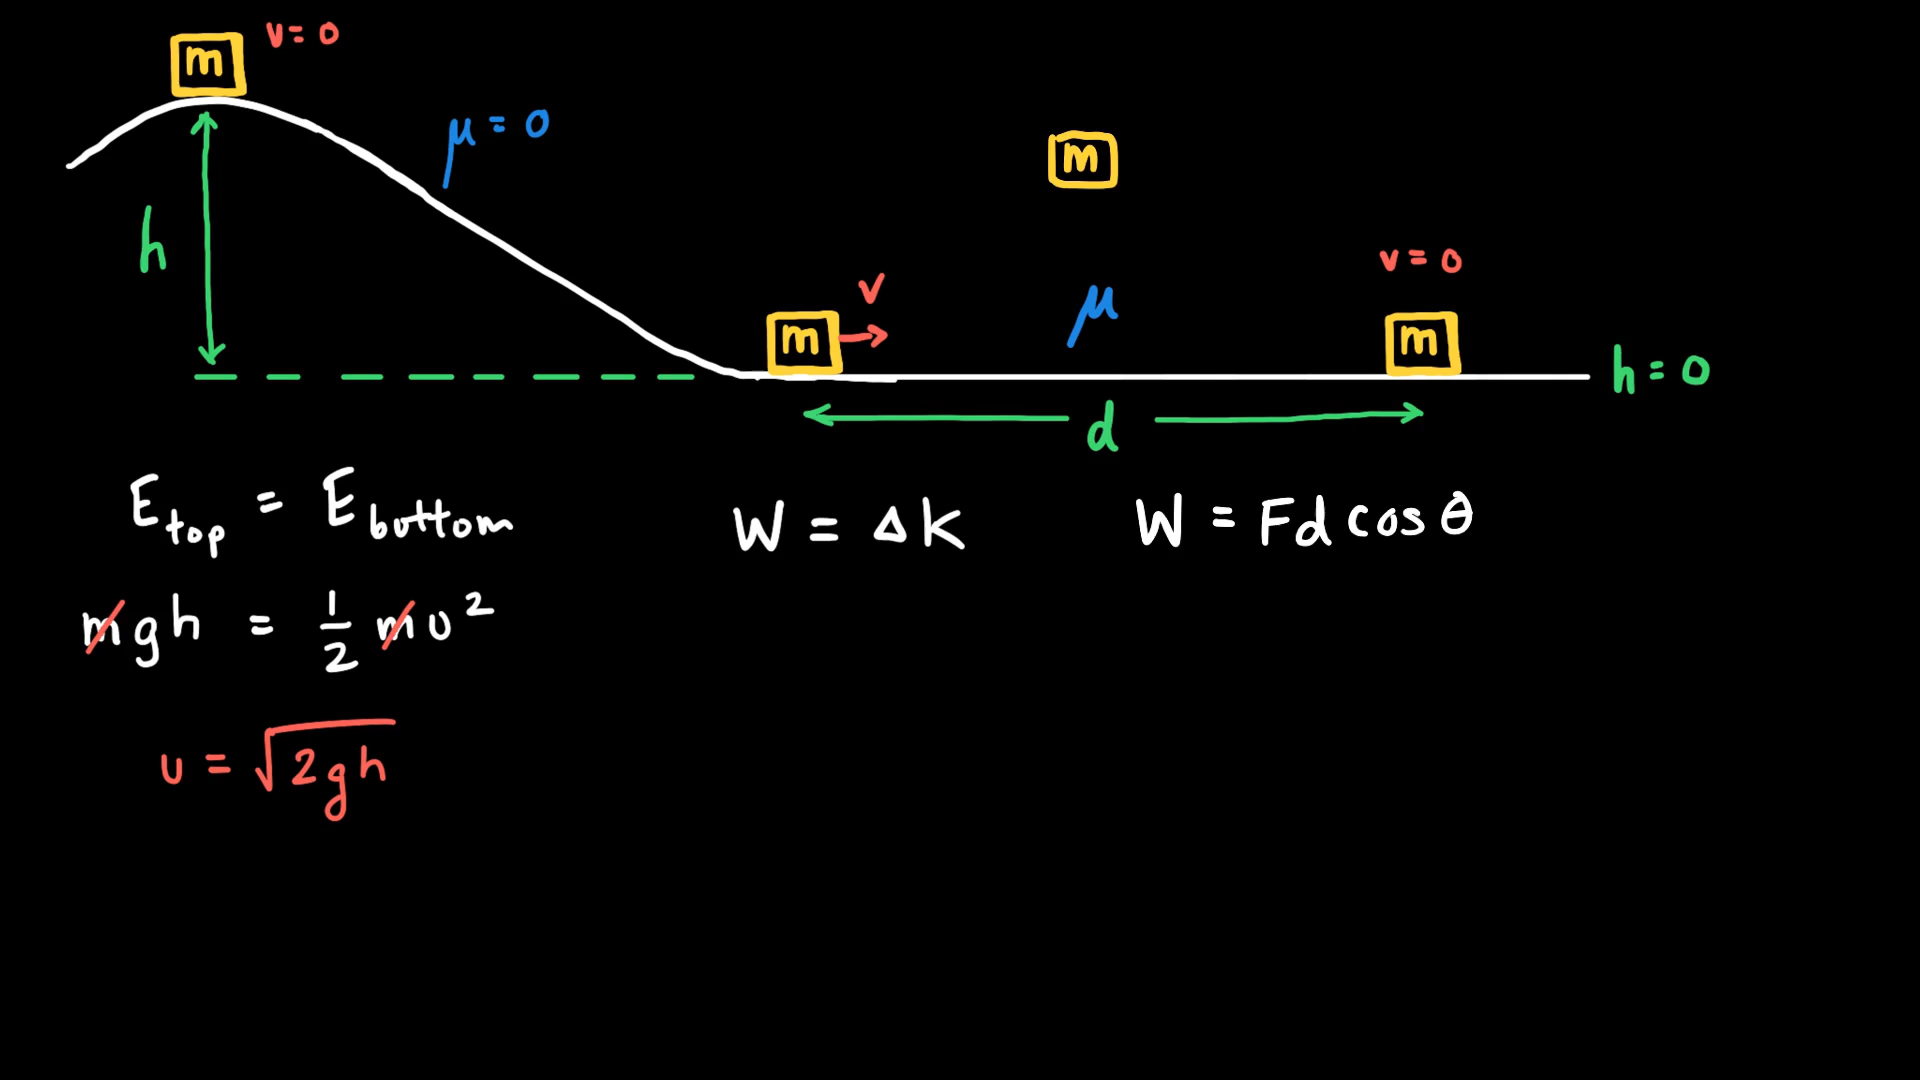 m v = 0
μ = 0
m
h
v
v = 0
m
μ
m
h = 0
d
E_top = E_bottom
W = ΔK
W = Fd cos θ
mgh = 1/2 mv²
v = √2gh